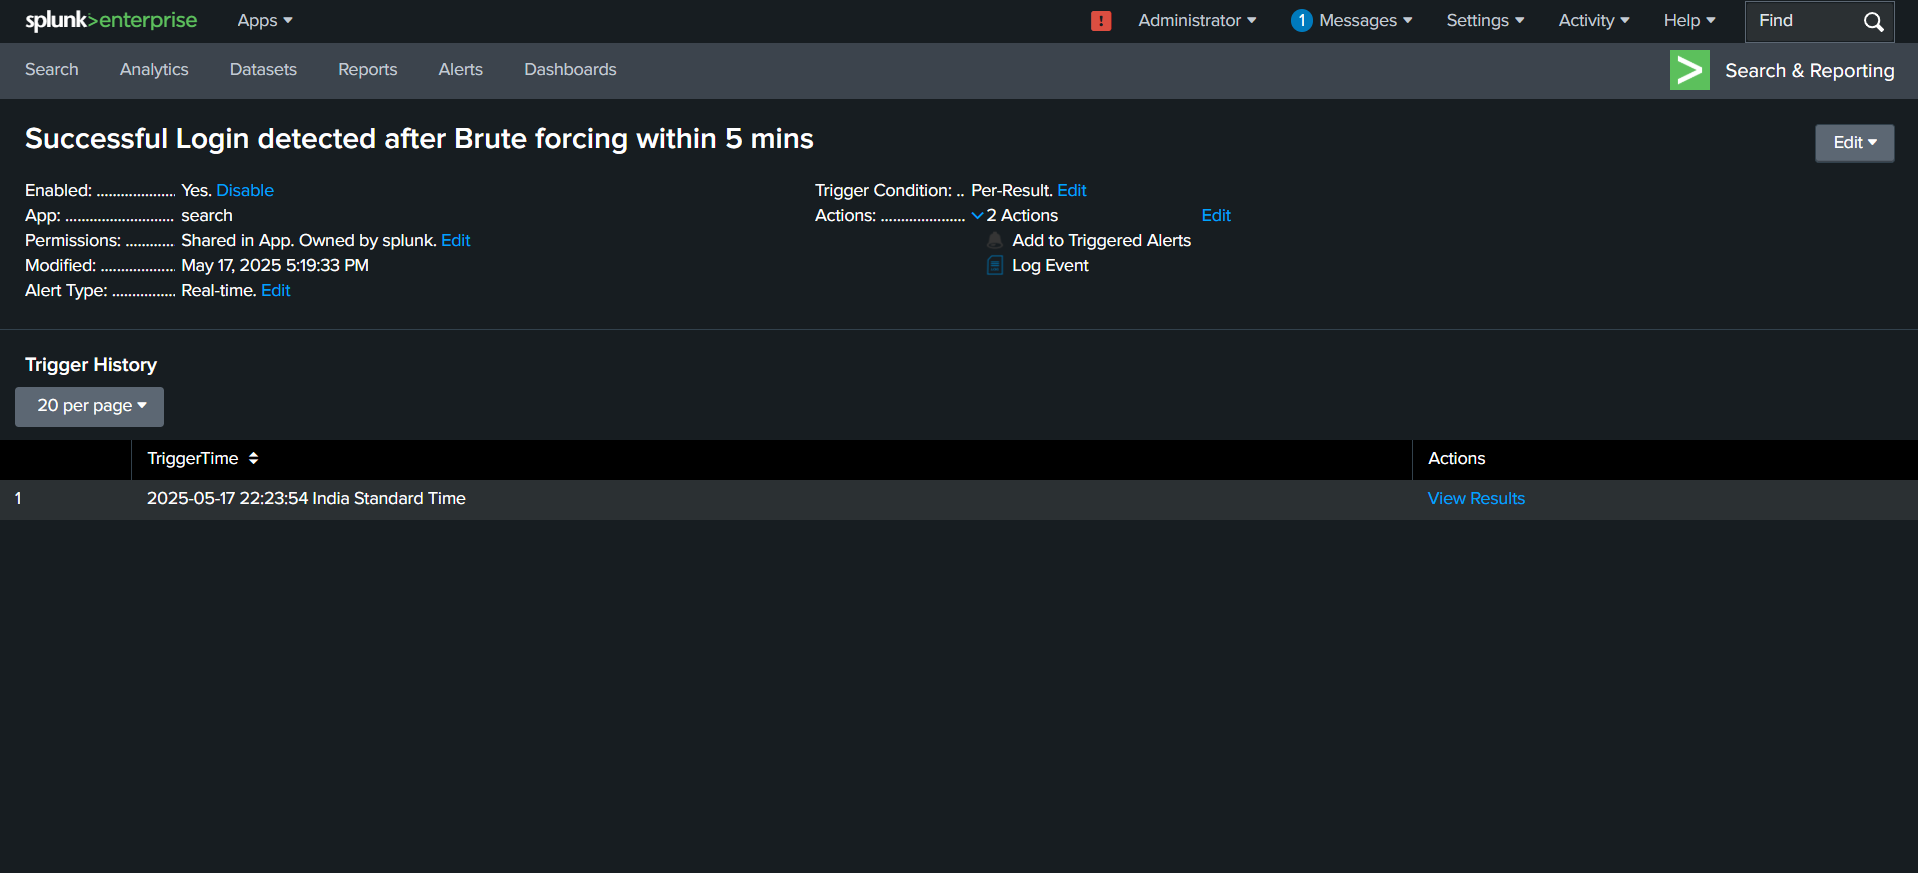 splunk>enterprise Apps ! Administrator 1 Messages Settings Activity Help Find
Search Analytics Datasets Reports Alerts Dashboards > Search & Reporting
Successful Login detected after Brute forcing within 5 mins Edit
Enabled: ................... Yes. Disable
App: ........................... search
Permissions: ............ Shared in App. Owned by splunk. Edit
Modified: .................. May 17, 2025 5:19:33 PM
Alert Type: ............... Real-time. Edit
Trigger Condition: .. Per-Result. Edit
Actions: ..................... 2 Actions Edit
Add to Triggered Alerts
Log Event
Trigger History
20 per page
TriggerTime Actions
1 2025-05-17 22:23:54 India Standard Time View Results